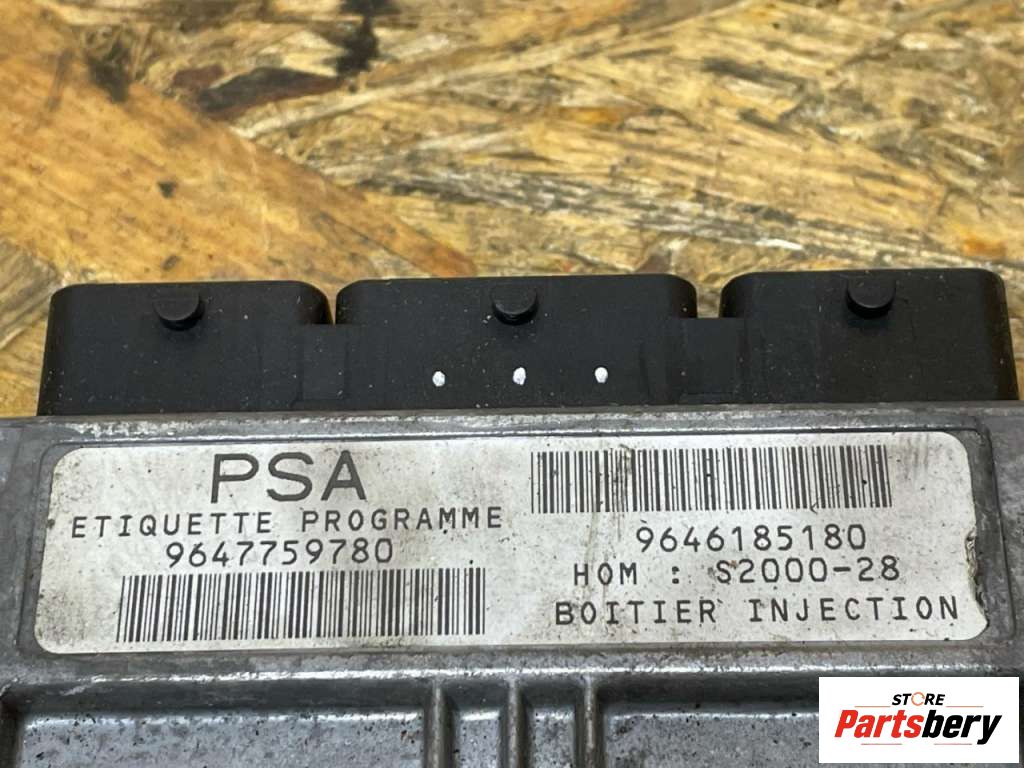 PSA
ETIQUETTE PROGRAMME
9647759780
9646185180
HOM : S2000-28
BOITIER INJECTION
STORE
Partsbery